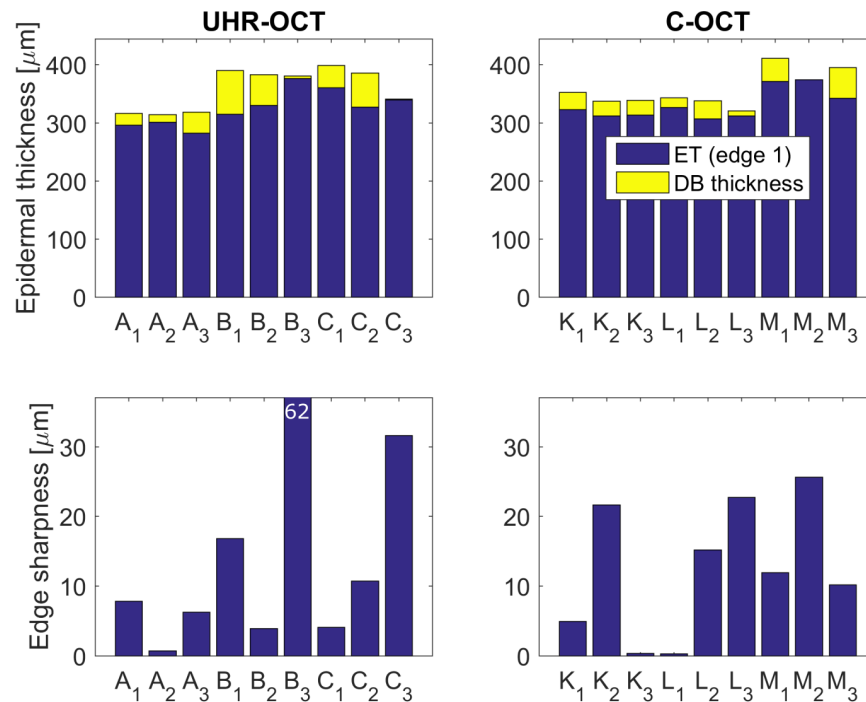 UHR-OCT
Epidermal thickness [μm]
400
300
200
100
0
A1 A2 A3 B1 B2 B3 C1 C2 C3
C-OCT
400
300
200
100
0
ET (edge 1)
DB thickness
K1 K2 K3 L1 L2 L3 M1 M2 M3
Edge sharpness [μm]
30
20
10
0
62
A1 A2 A3 B1 B2 B3 C1 C2 C3
30
20
10
0
K1 K2 K3 L1 L2 L3 M1 M2 M3